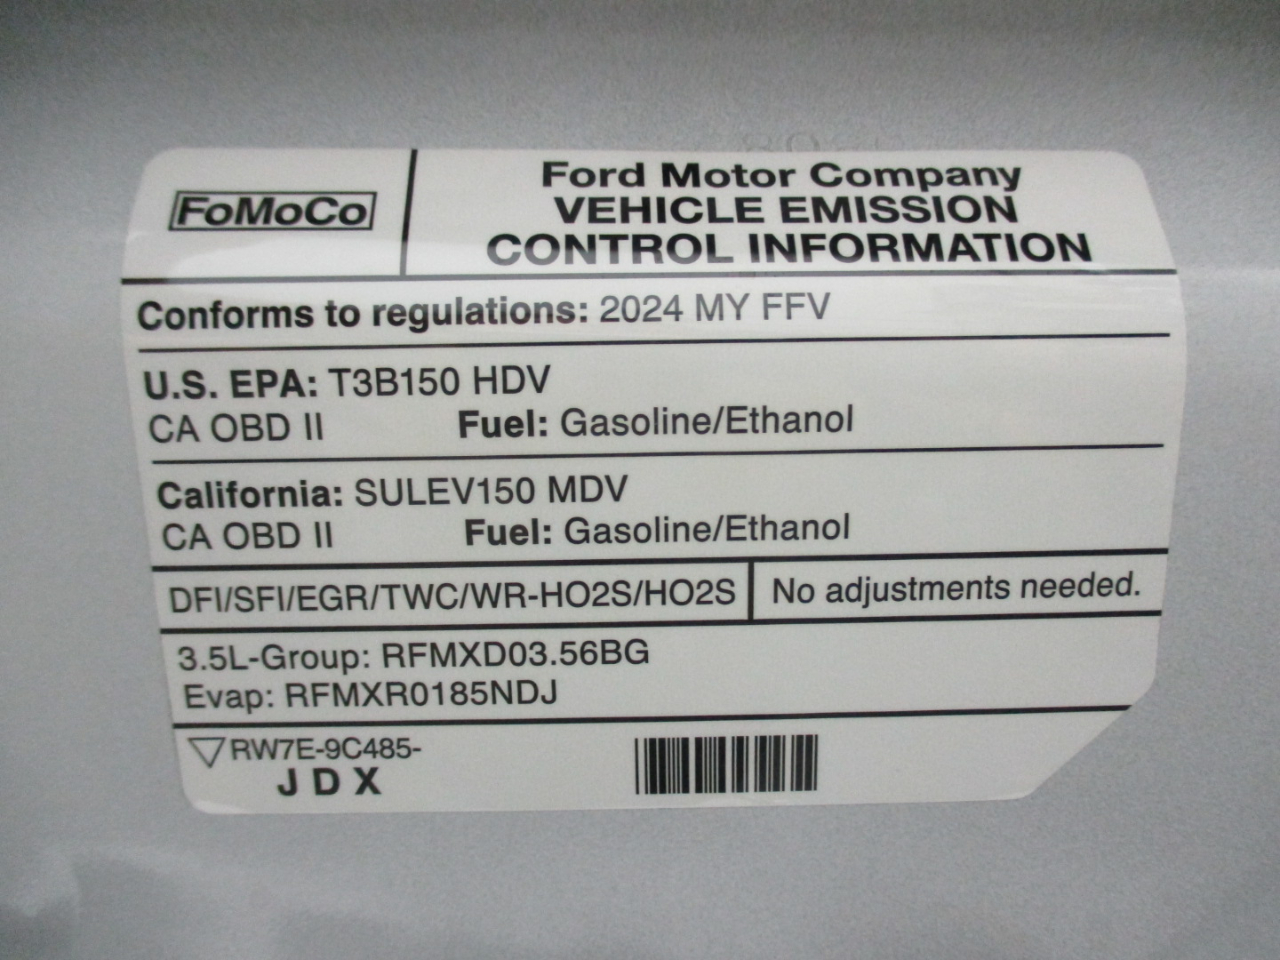 FoMoCo
Ford Motor Company
VEHICLE EMISSION
CONTROL INFORMATION
Conforms to regulations: 2024 MY FFV
U.S. EPA: T3B150 HDV
CA OBD II Fuel: Gasoline/Ethanol
California: SULEV150 MDV
CA OBD II Fuel: Gasoline/Ethanol
DFI/SFI/EGR/TWC/WR-HO2S/HO2S No adjustments needed.
3.5L-Group: RFMXD03.56BG
Evap: RFMXR0185NDJ
RW7E-9C485-
J D X